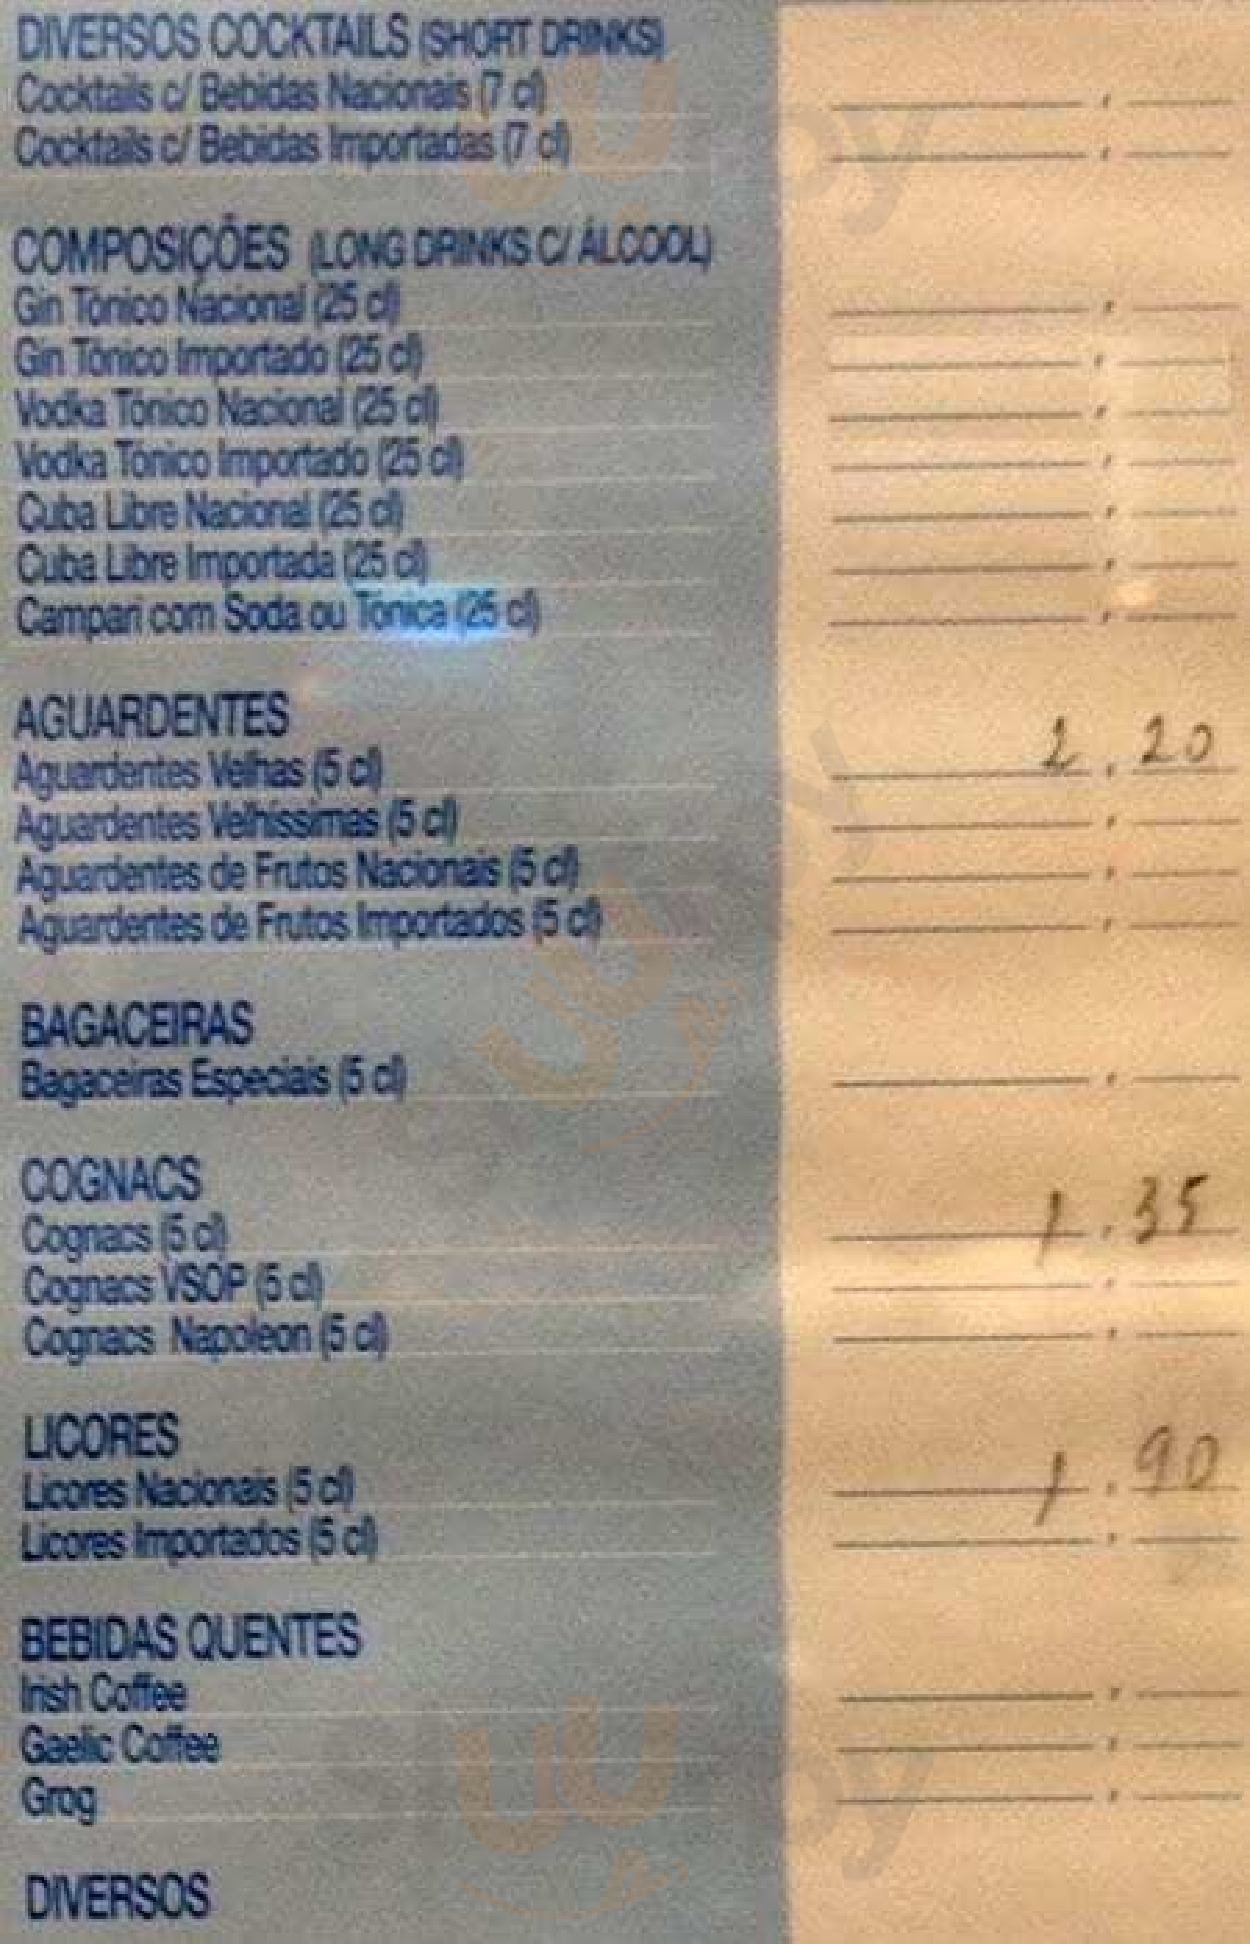 DIVERSOS COCKTAILS (SHORT DRINKS)
Cocktails c/ Bebidas Nacionais (7 cl)
Cocktails c/ Bebidas Importadas (7 cl)
COMPOSIÇÕES (LONG DRINKS C/ ÁLCOOL)
Gin Tónico Nacional (25 cl)
Gin Tónico Importado (25 cl)
Vodka Tónico Nacional (25 cl)
Vodka Tónico Importado (25 cl)
Cuba Libre Nacional (25 cl)
Cuba Libre Importada (25 cl)
Campari com Soda ou Tónica (25 cl)
AGUARDENTES
Aguardentes Velhas (5 cl) 2,20
Aguardentes Velhíssimas (5 cl)
Aguardentes de Frutos Nacionais (5 cl)
Aguardentes de Frutos Importados (5 cl)
BAGACEIRAS
Bagaceiras Especiais (5 cl)
COGNACS
Cognacs (5 cl) 1,35
Cognacs VSOP (5 cl)
Cognacs Napoleon (5 cl)
LICORES
Licores Nacionais (5 cl) 1,90
Licores Importados (5 cl)
BEBIDAS QUENTES
Irish Coffee
Gaelic Coffee
Grog
DIVERSOS